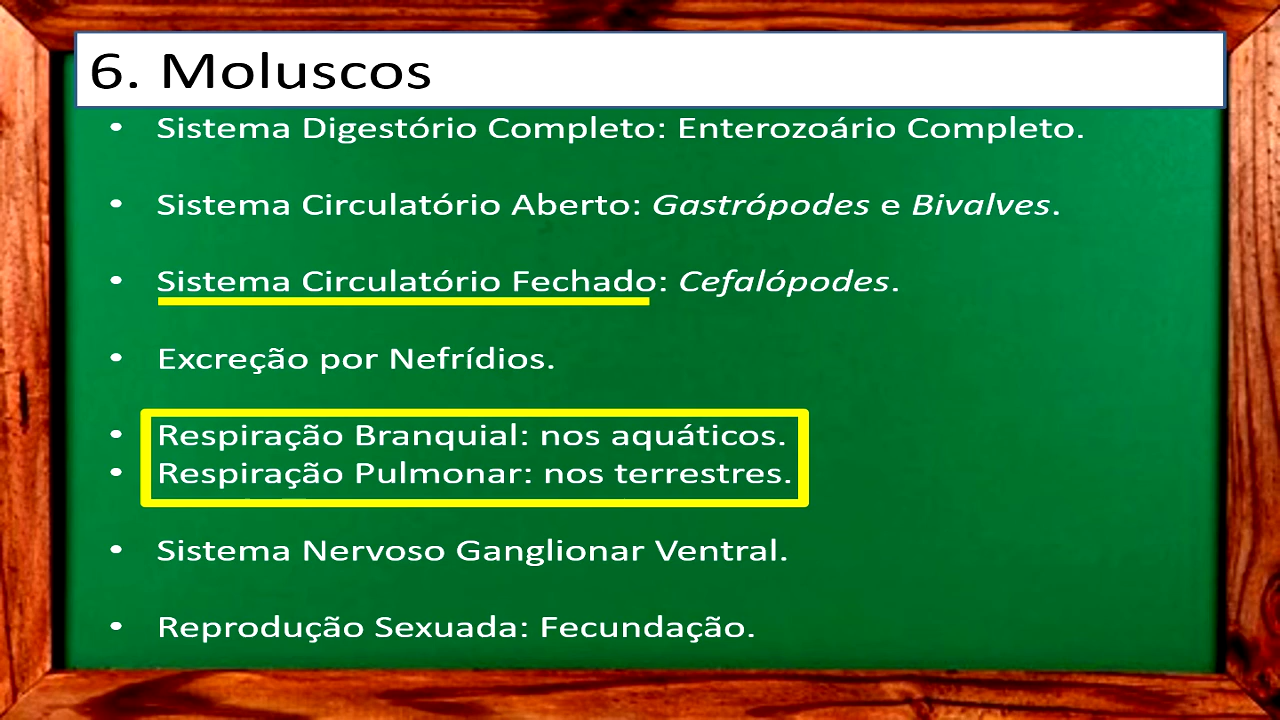 6. Moluscos
• Sistema Digestório Completo: Enterozoário Completo.
• Sistema Circulatório Aberto: Gastrópodes e Bivalves.
• Sistema Circulatório Fechado: Cefalópodes.
• Excreção por Nefrídios.
• Respiração Branquial: nos aquáticos.
• Respiração Pulmonar: nos terrestres.
• Sistema Nervoso Ganglionar Ventral.
• Reprodução Sexuada: Fecundação.